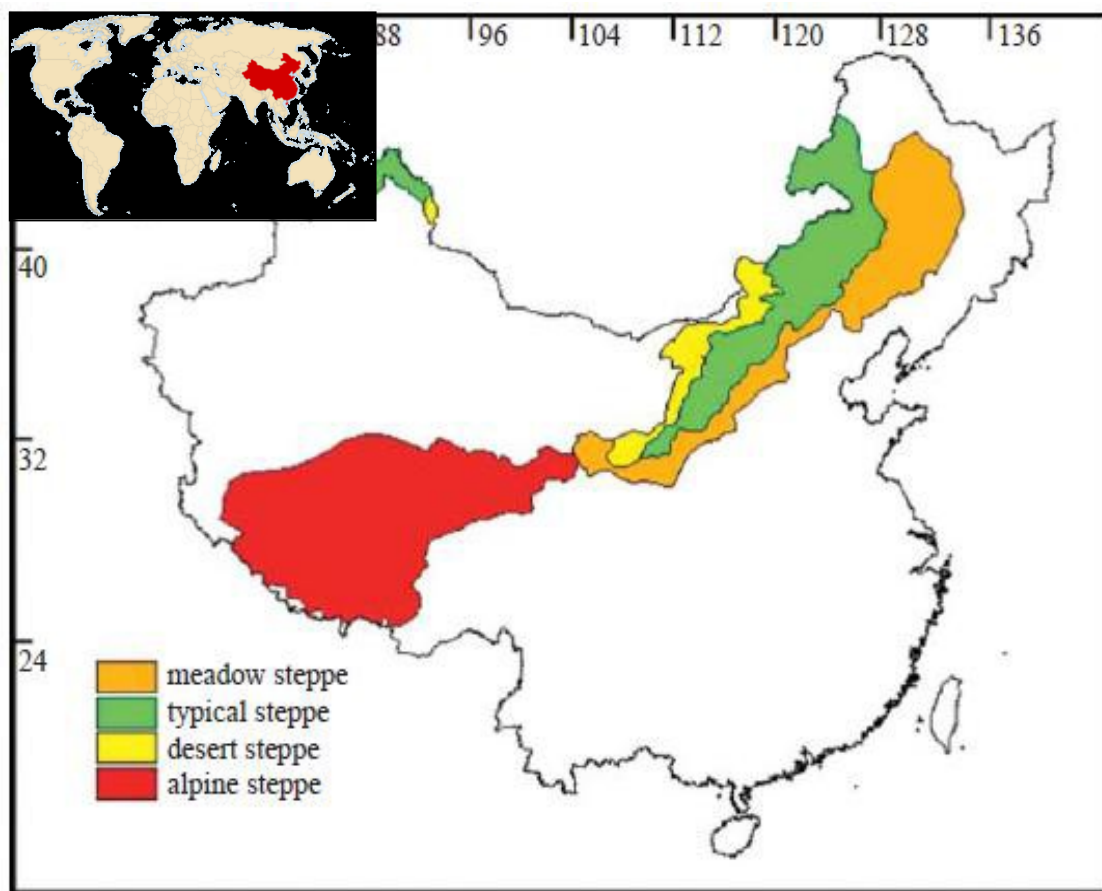 88 96 104 112 120 128 136
40
32
24
meadow steppe
typical steppe
desert steppe
alpine steppe